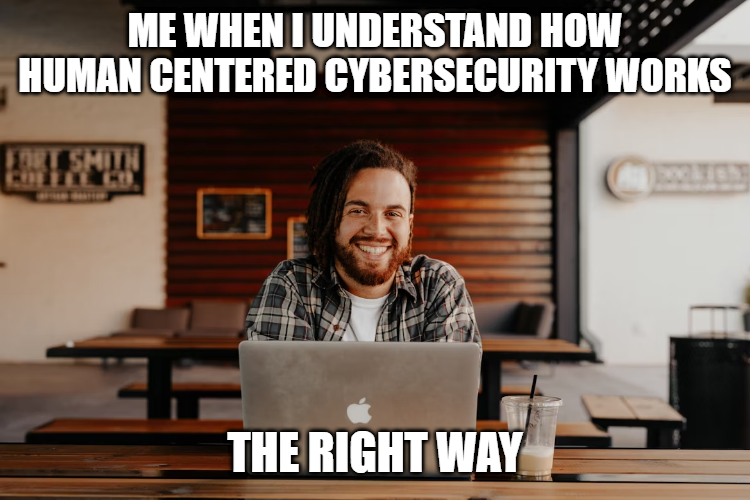 ME WHEN I UNDERSTAND HOW
HUMAN CENTERED CYBERSECURITY WORKS
FORT SMITH
COFFEE CO.
THE RIGHT WAY